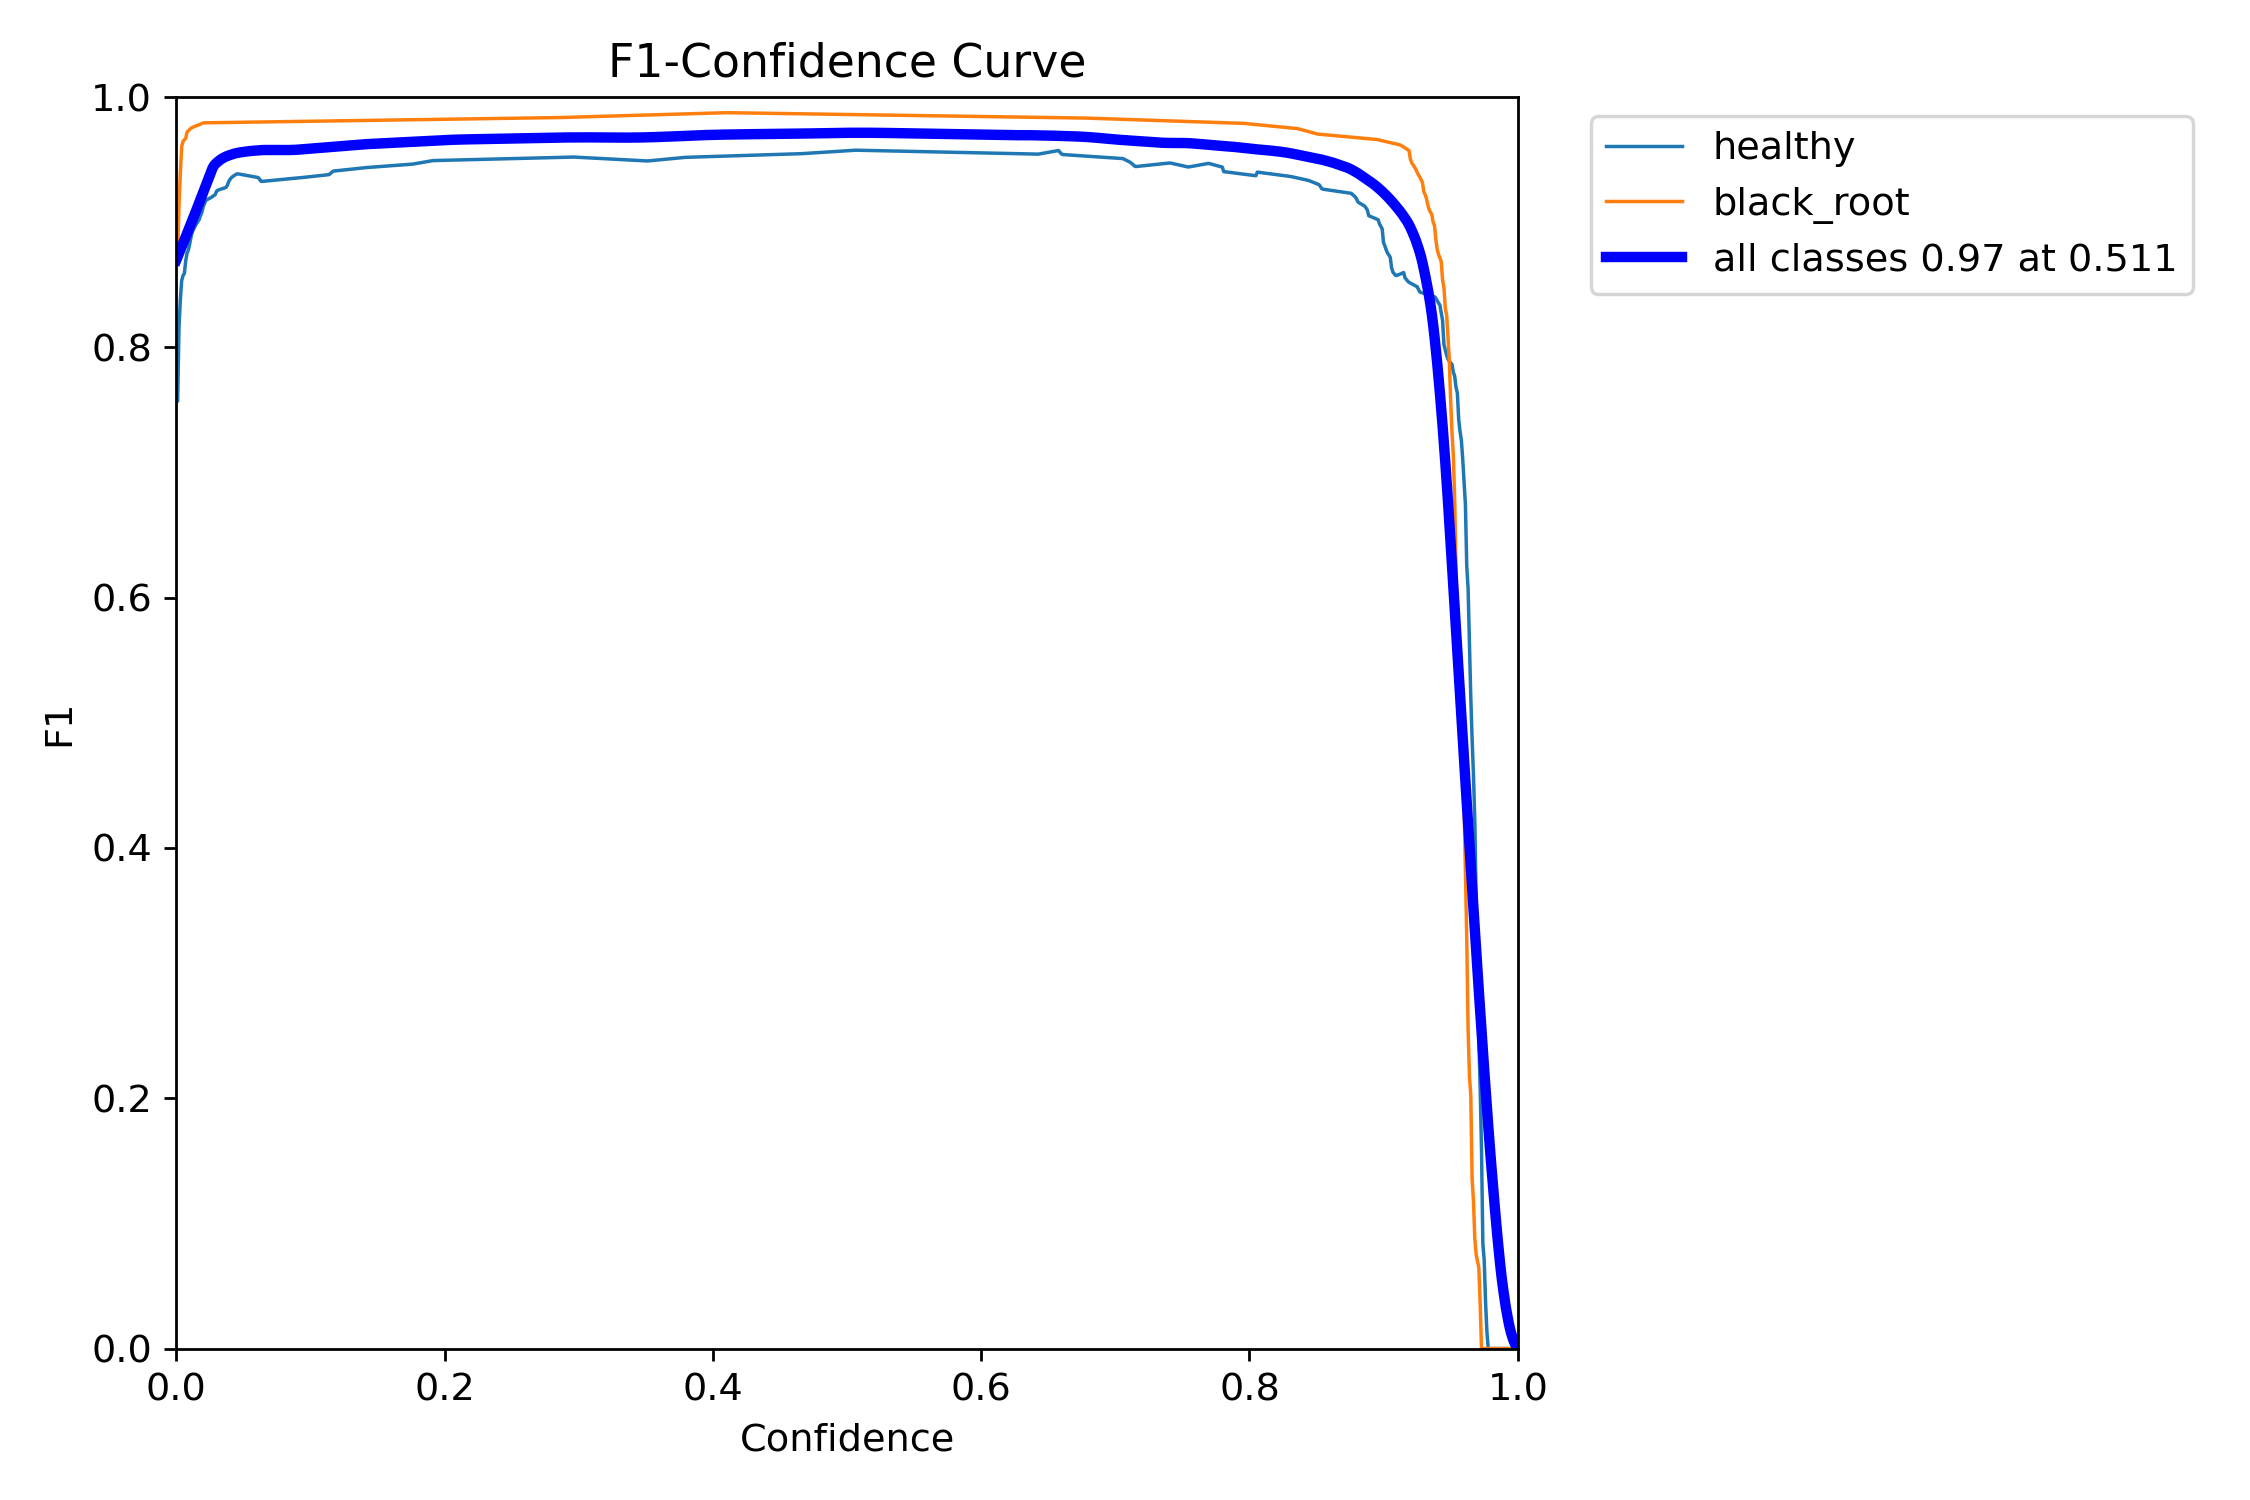 F1-Confidence Curve
1.0
0.8
0.6
0.4
0.2
0.0
F1
0.0 0.2 0.4 0.6 0.8 1.0
Confidence
healthy
black_root
all classes 0.97 at 0.511